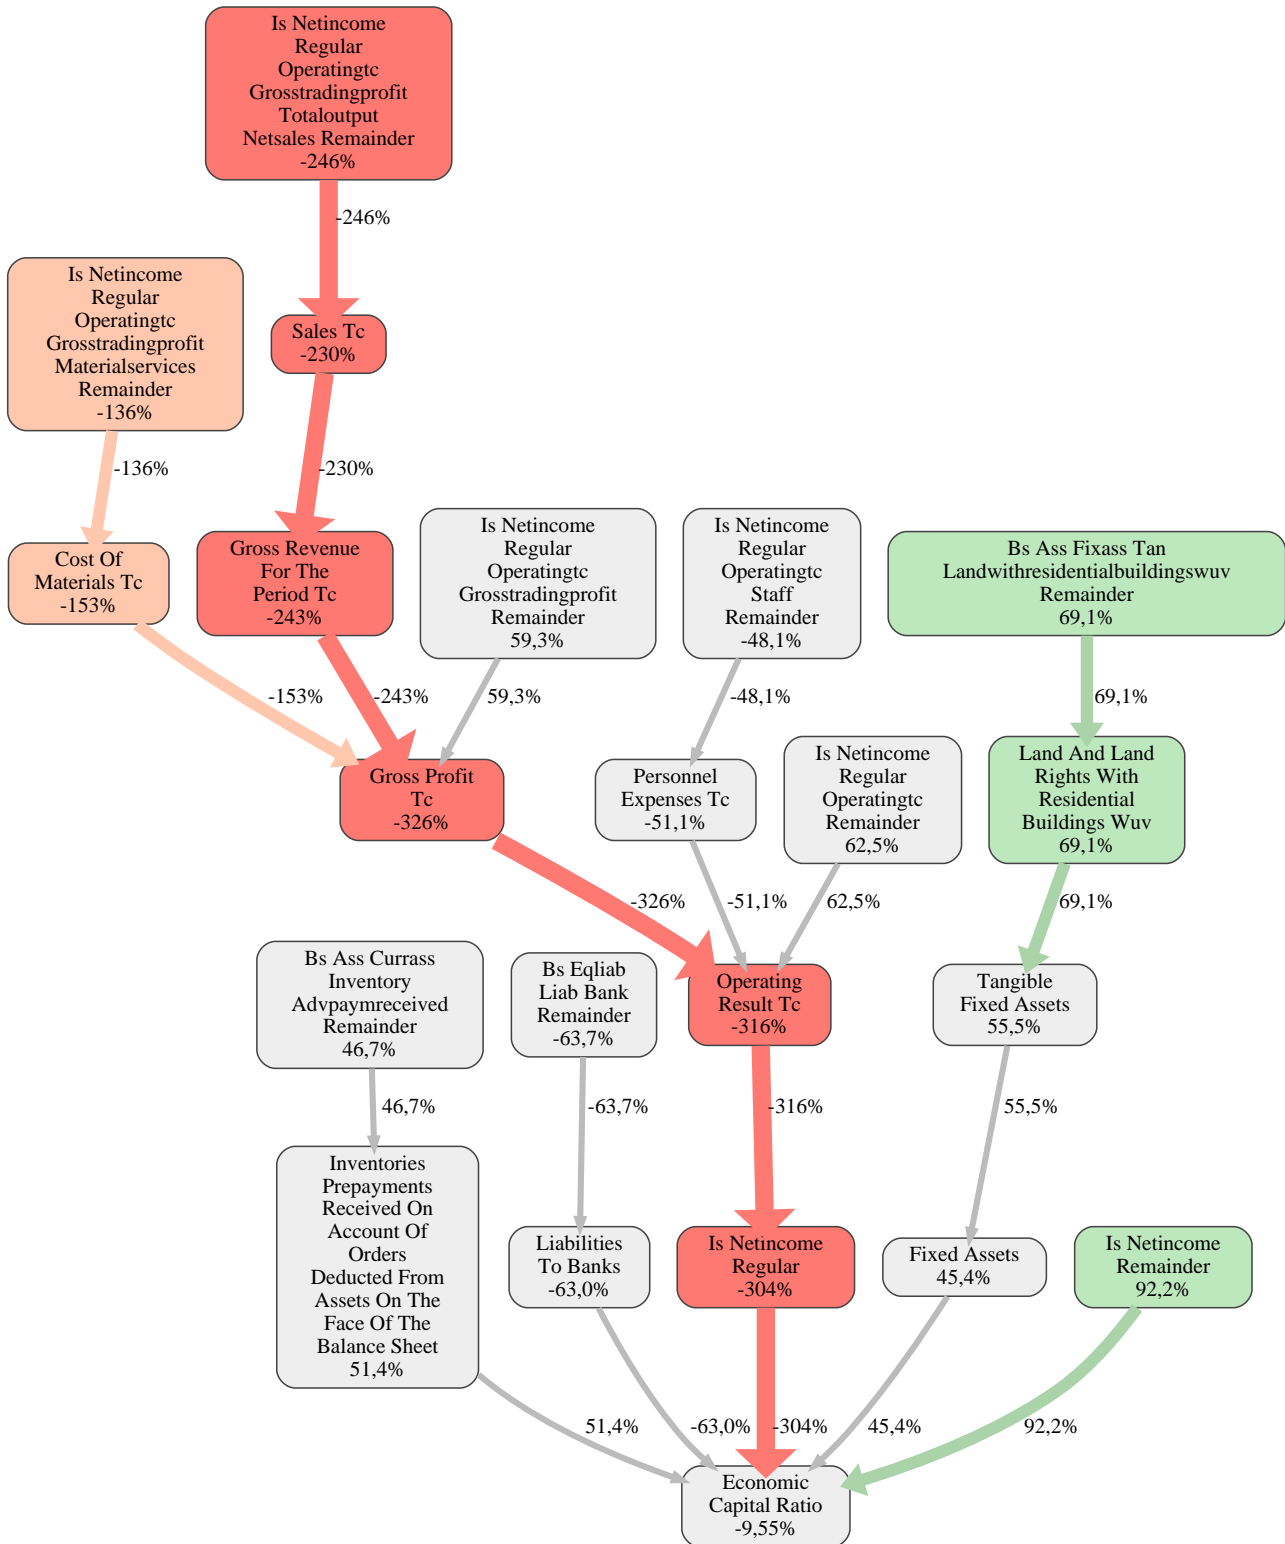 Is Netincome
Regular
Operatingtc
Grosstradingprofit
Totaloutput
Netsales Remainder
-246%
-246%
Is Netincome
Regular
Operatingtc
Grosstradingprofit
Materialservices
Remainder
-136%
Sales Tc
-230%
-136%
-230%
Cost Of
Materials Tc
-153%
Gross Revenue
For The
Period Tc
-243%
Is Netincome
Regular
Operatingtc
Grosstradingprofit
Remainder
59,3%
Is Netincome
Regular
Operatingtc
Staff
Remainder
-48,1%
Bs Ass Fixass Tan
Landwithresidentialbuildingswuv
Remainder
69,1%
-153%
-243%
59,3%
-48,1%
69,1%
Gross Profit
Tc
-326%
Personnel
Expenses Tc
-51,1%
Is Netincome
Regular
Operatingtc
Remainder
62,5%
Land And Land
Rights With
Residential
Buildings Wuv
69,1%
-326%
-51,1%
62,5%
69,1%
Bs Ass Currass
Inventory
Advpaymreceived
Remainder
46,7%
Bs Eqliab
Liab Bank
Remainder
-63,7%
Operating
Result Tc
-316%
Tangible
Fixed Assets
55,5%
46,7%
-63,7%
-316%
55,5%
Inventories
Prepayments
Received On
Account Of
Orders
Deducted From
Assets On The
Face Of The
Balance Sheet
51,4%
Liabilities
To Banks
-63,0%
Is Netincome
Regular
-304%
Fixed Assets
45,4%
Is Netincome
Remainder
92,2%
51,4%
-63,0%
-304%
45,4%
92,2%
Economic
Capital Ratio
-9,55%